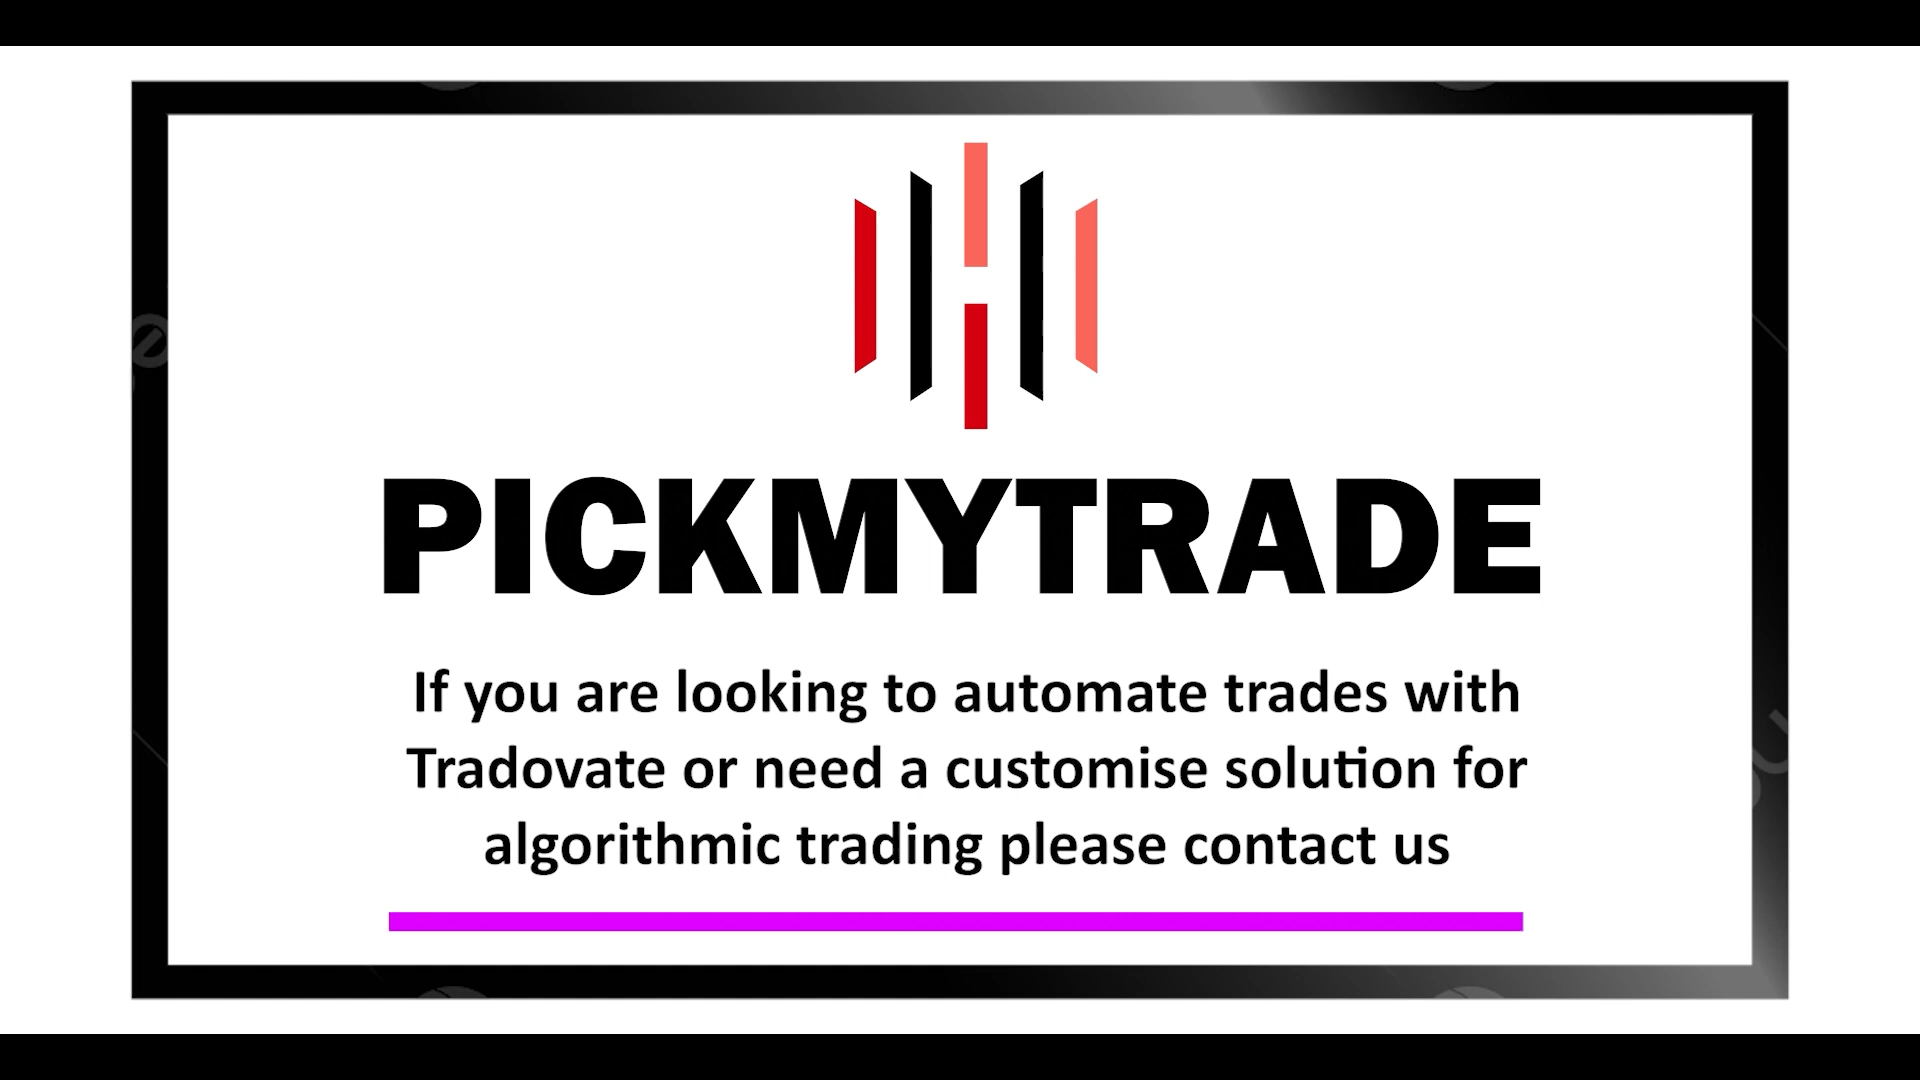 PICKMYTRADE
If you are looking to automate trades with
Tradovate or need a customise solution for
algorithmic trading please contact us